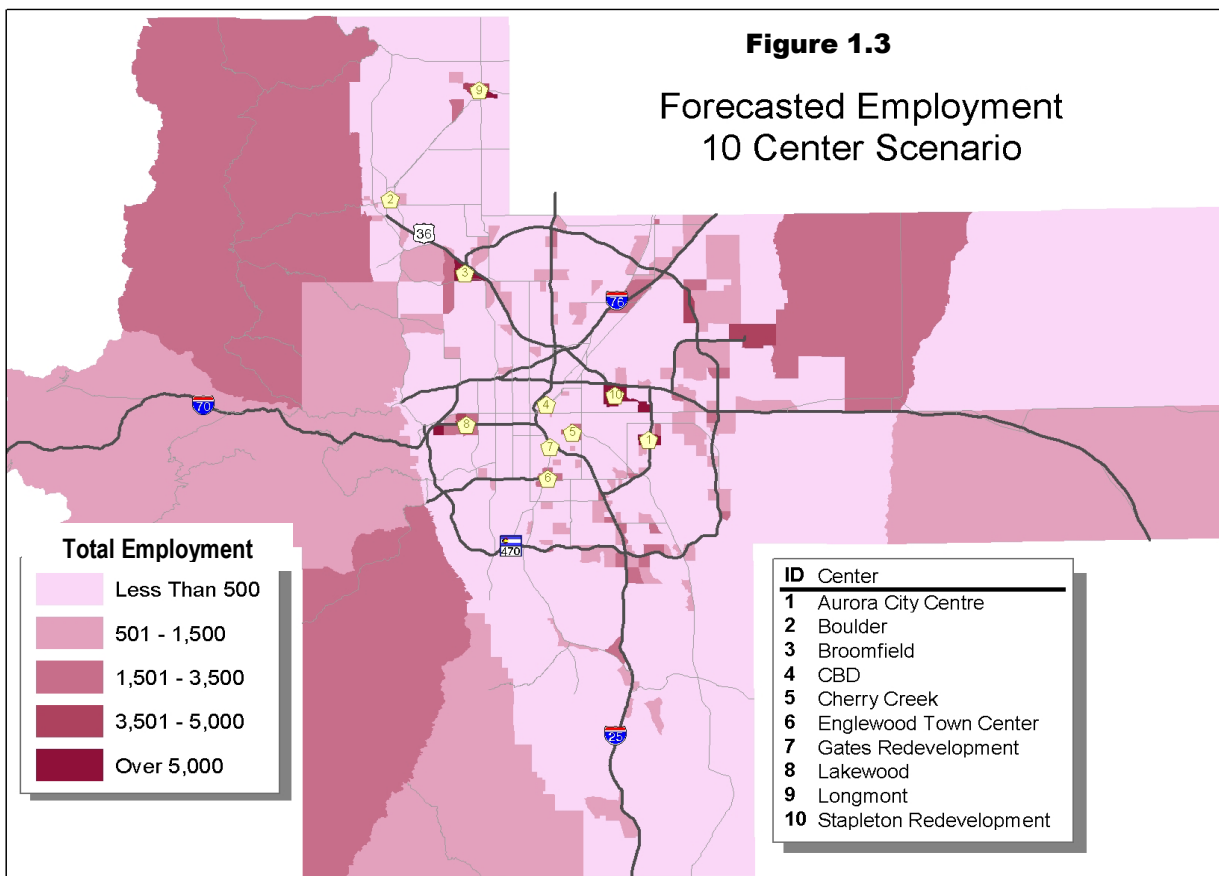 Figure 1.3
Forecasted Employment
10 Center Scenario
9
2
36
3
76
10
4
70
8
5
1
7
6
470
25
Total Employment
Less Than 500
501 - 1,500
1,501 - 3,500
3,501 - 5,000
Over 5,000
ID Center
1 Aurora City Centre
2 Boulder
3 Broomfield
4 CBD
5 Cherry Creek
6 Englewood Town Center
7 Gates Redevelopment
8 Lakewood
9 Longmont
10 Stapleton Redevelopment